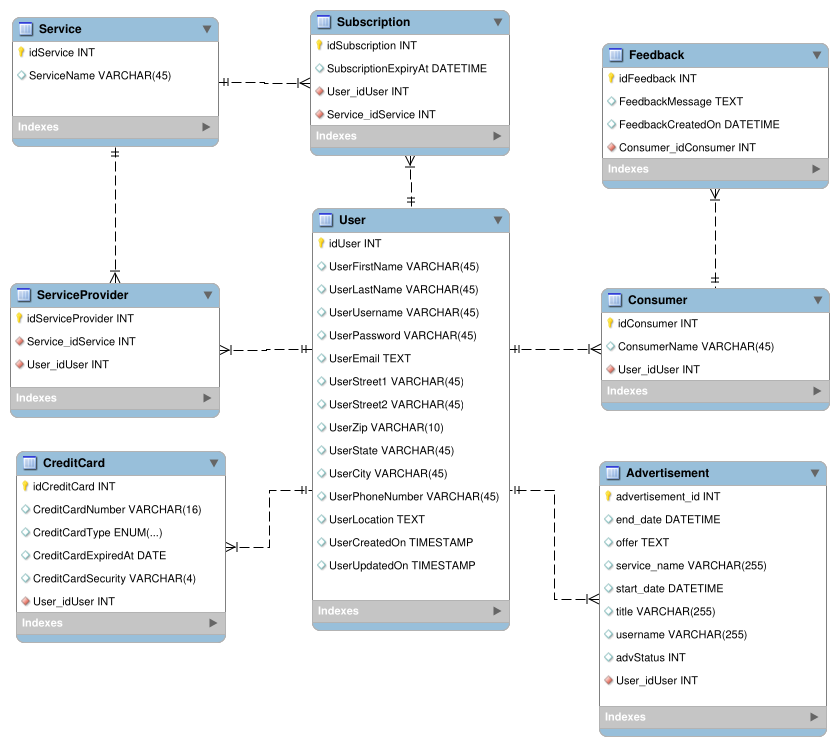 Service
idService INT
ServiceName VARCHAR(45)
Indexes
Subscription
idSubscription INT
SubscriptionExpiryAt DATETIME
User_idUser INT
Service_idService INT
Indexes
Feedback
idFeedback INT
FeedbackMessage TEXT
FeedbackCreatedOn DATETIME
Consumer_idConsumer INT
Indexes
ServiceProvider
idServiceProvider INT
Service_idService INT
User_idUser INT
Indexes
User
idUser INT
UserFirstName VARCHAR(45)
UserLastName VARCHAR(45)
UserUsername VARCHAR(45)
UserPassword VARCHAR(45)
UserEmail TEXT
UserStreet1 VARCHAR(45)
UserStreet2 VARCHAR(45)
UserZip VARCHAR(10)
UserState VARCHAR(45)
UserCity VARCHAR(45)
UserPhoneNumber VARCHAR(45)
UserLocation TEXT
UserCreatedOn TIMESTAMP
UserUpdatedOn TIMESTAMP
Indexes
Consumer
idConsumer INT
ConsumerName VARCHAR(45)
User_idUser INT
Indexes
CreditCard
idCreditCard INT
CreditCardNumber VARCHAR(16)
CreditCardType ENUM(...)
CreditCardExpiredAt DATE
CreditCardSecurity VARCHAR(4)
User_idUser INT
Indexes
Advertisement
advertisement_id INT
end_date DATETIME
offer TEXT
service_name VARCHAR(255)
start_date DATETIME
title VARCHAR(255)
username VARCHAR(255)
advStatus INT
User_idUser INT
Indexes